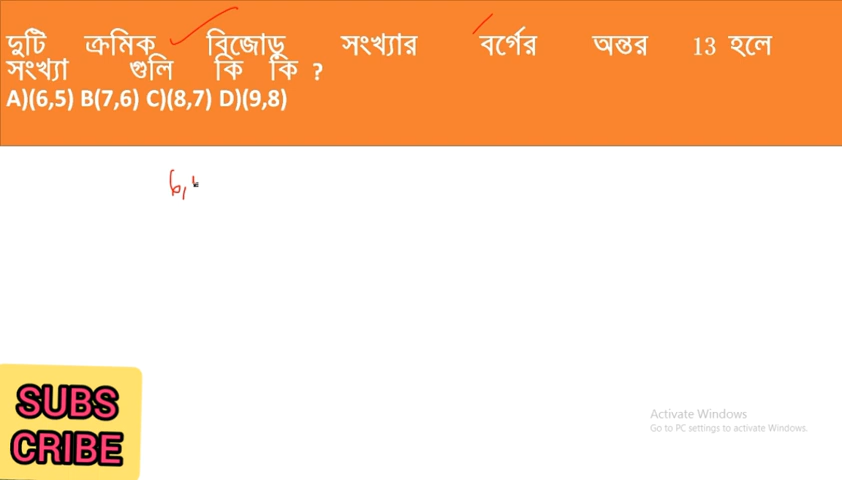 দুটি ক্রমিক বিজোড় সংখ্যার বর্গের অন্তর 13 হলে
সংখ্যা গুলি কি কি ?
A)(6,5) B(7,6) C)(8,7) D)(9,8)
6,
SUBS
CRIBE
Activate Windows
Go to PC settings to activate Windows.